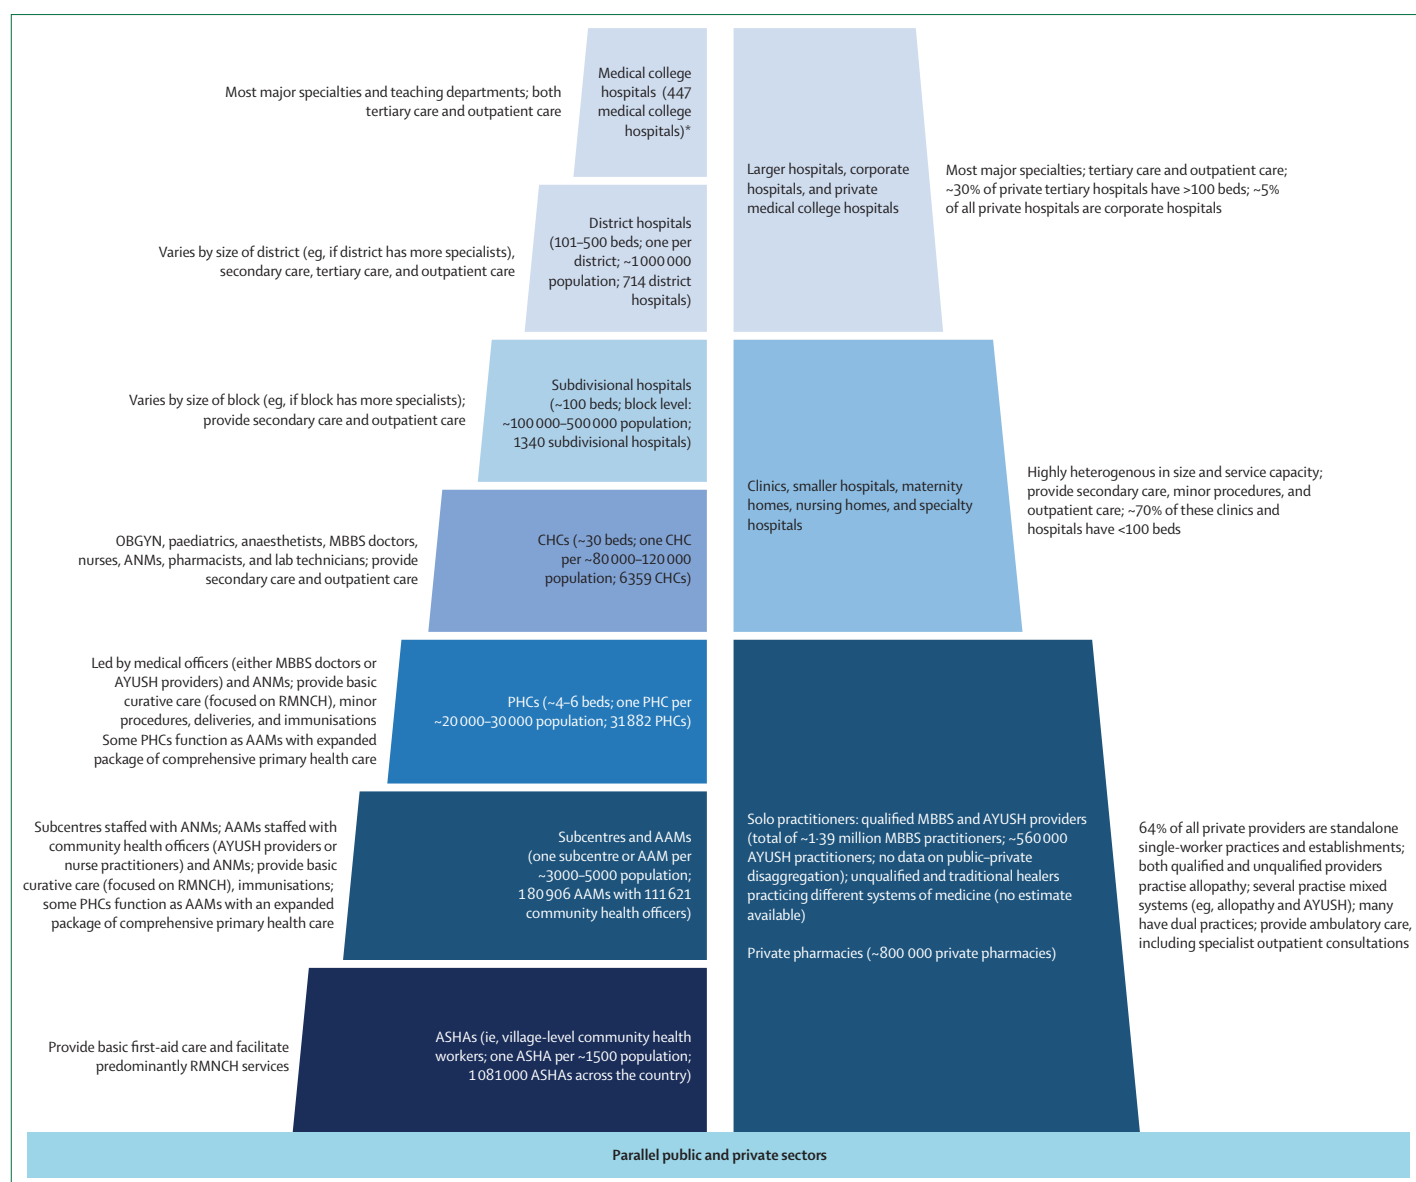 Most major specialties and teaching departments; both
tertiary care and outpatient care
Medical college
hospitals (447
medical college
hospitals)*
Varies by size of district (eg, if district has more specialists),
secondary care, tertiary care, and outpatient care
District hospitals
(101–500 beds; one per
district; ~1 000 000
population; 714 district
hospitals)
Varies by size of block (eg, if block has more specialists);
provide secondary care and outpatient care
Subdivisional hospitals
(~100 beds; block level:
~100 000–500 000 population;
1340 subdivisional hospitals)
OBGYN, paediatrics, anaesthetists, MBBS doctors,
nurses, ANMs, pharmacists, and lab technicians; provide
secondary care and outpatient care
CHCs (~30 beds; one CHC
per ~80 000–120 000
population; 6359 CHCs)
Led by medical officers (either MBBS doctors or
AYUSH providers) and ANMs; provide basic
curative care (focused on RMNCH), minor
procedures, deliveries, and immunisations
Some PHCs function as AAMs with expanded
package of comprehensive primary health care
PHCs (~4–6 beds; one PHC per
~20 000–30 000 population; 31 882 PHCs)
Subcentres staffed with ANMs; AAMs staffed with
community health officers (AYUSH providers or
nurse practitioners) and ANMs; provide basic
curative care (focused on RMNCH), immunisations;
some PHCs function as AAMs with an expanded
package of comprehensive primary health care
Subcentres and AAMs
(one subcentre or AAM per
~3000–5000 population;
180 906 AAMs with 111 621
community health officers)
Provide basic first-aid care and facilitate
predominantly RMNCH services
ASHAs (ie, village-level community health
workers; one ASHA per ~1500 population;
1 081 000 ASHAs across the country)
Larger hospitals, corporate
hospitals, and private
medical college hospitals
Most major specialties; tertiary care and outpatient care;
~30% of private tertiary hospitals have >100 beds; ~5%
of all private hospitals are corporate hospitals
Clinics, smaller hospitals, maternity
homes, nursing homes, and specialty
hospitals
Highly heterogenous in size and service capacity;
provide secondary care, minor procedures, and
outpatient care; ~70% of these clinics and
hospitals have <100 beds
Solo practitioners: qualified MBBS and AYUSH providers
(total of ~1·39 million MBBS practitioners; ~560 000
AYUSH practitioners; no data on public–private
disaggregation); unqualified and traditional healers
practicing different systems of medicine (no estimate
available)
Private pharmacies (~800 000 private pharmacies)
64% of all private providers are standalone
single-worker practices and establishments;
both qualified and unqualified providers
practise allopathy; several practise mixed
systems (eg, allopathy and AYUSH); many
have dual practices; provide ambulatory care,
including specialist outpatient consultations
Parallel public and private sectors